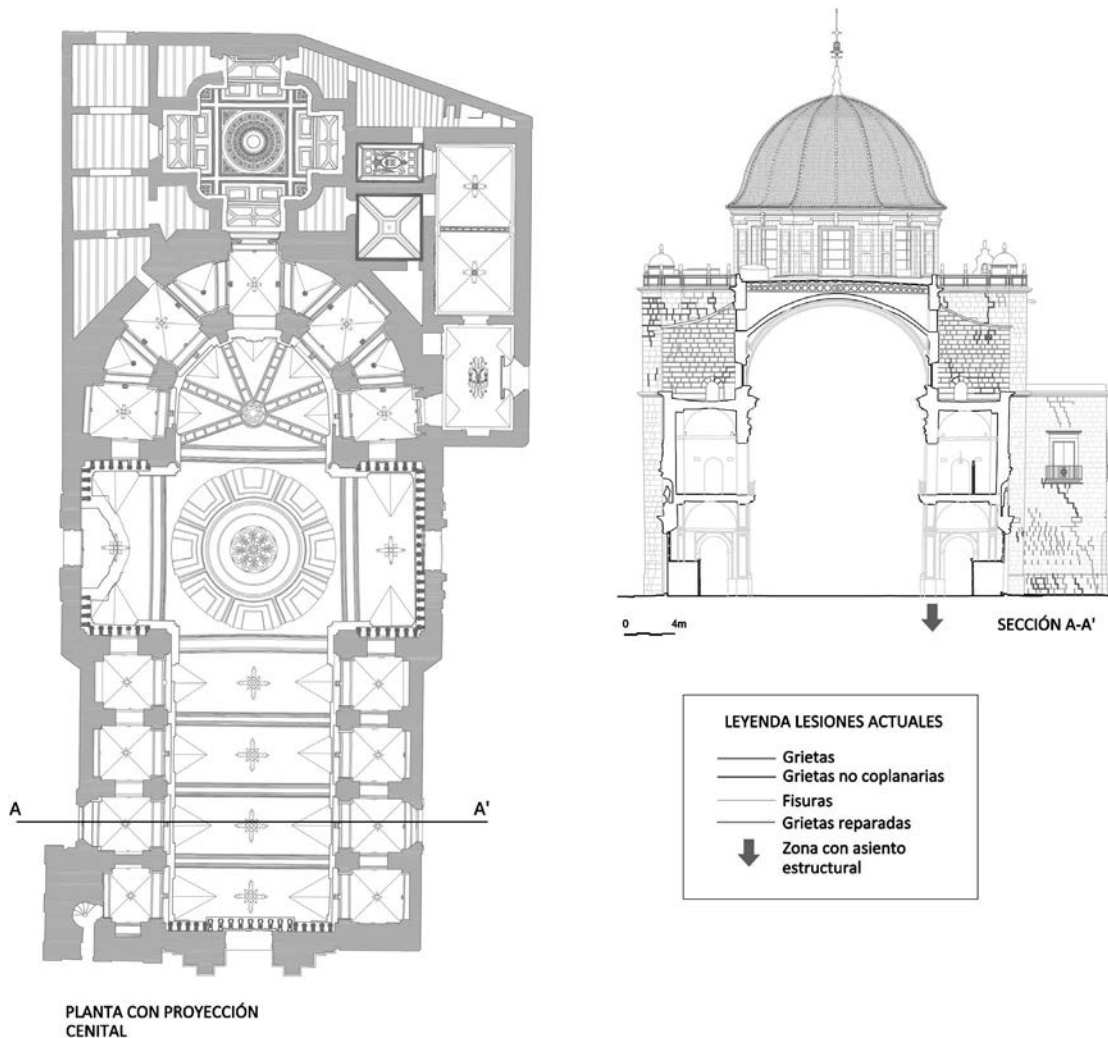 A
A'
PLANTA CON PROYECCIÓN
CENITAL
0
4m
SECCIÓN A-A'
LEYENDA LESIONES ACTUALES
Grietas
Grietas no coplanarias
Fisuras
Grietas reparadas
Zona con asiento
estructural